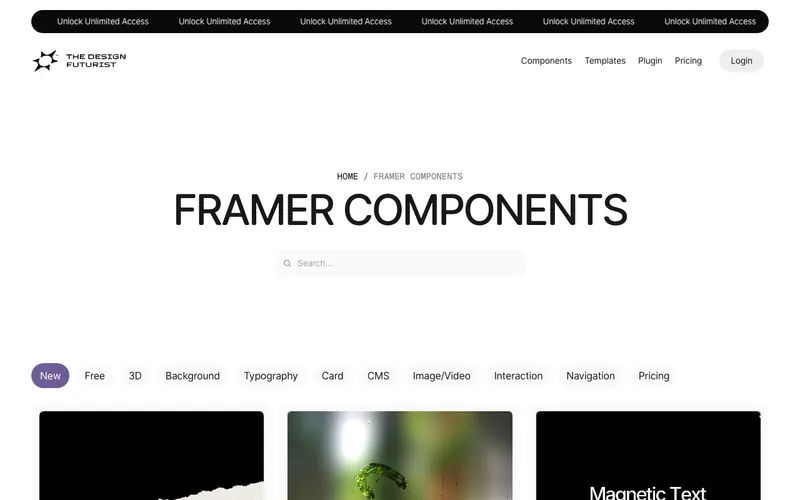 Unlock Unlimited Access Unlock Unlimited Access Unlock Unlimited Access Unlock Unlimited Access Unlock Unlimited Access Unlock Unlimited Access
THE DESIGN
FUTURIST
Components Templates Plugin Pricing Login
HOME / FRAMER COMPONENTS
FRAMER COMPONENTS
Search...
New Free 3D Background Typography Card CMS Image/Video Interaction Navigation Pricing
Magnetic Text